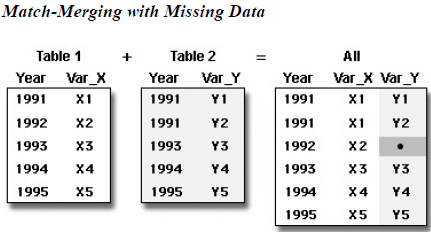 Match-Merging with Missing Data
Table 1 + Table 2 = All
Year Var_X Year Var_Y Year Var_X Var_Y
1991 X1 1991 Y1 1991 X1 Y1
1992 X2 1991 Y2 1991 X1 Y2
1993 X3 1993 Y3 1992 X2 •
1994 X4 1994 Y4 1993 X3 Y3
1995 X5 1995 Y5 1994 X4 Y4
1995 X5 Y5